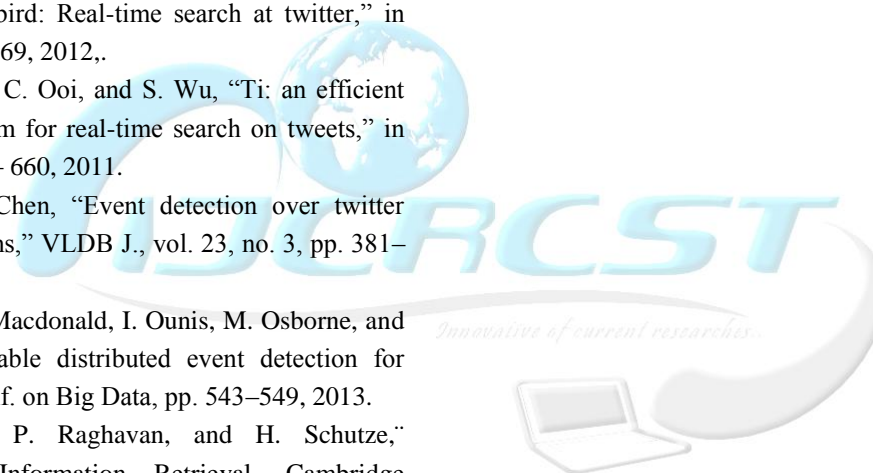 bird: Real-time search at twitter,” in
69, 2012,.
C. Ooi, and S. Wu, “Ti: an efficient
m for real-time search on tweets,” in
– 660, 2011.
Chen, “Event detection over twitter
ns,” VLDB J., vol. 23, no. 3, pp. 381–
Macdonald, I. Ounis, M. Osborne, and
able distributed event detection for
f. on Big Data, pp. 543–549, 2013.
P. Raghavan, and H. Schutze,¨
Information Retrieval. Cambridge
IJCRCST
Innovative of current researches...